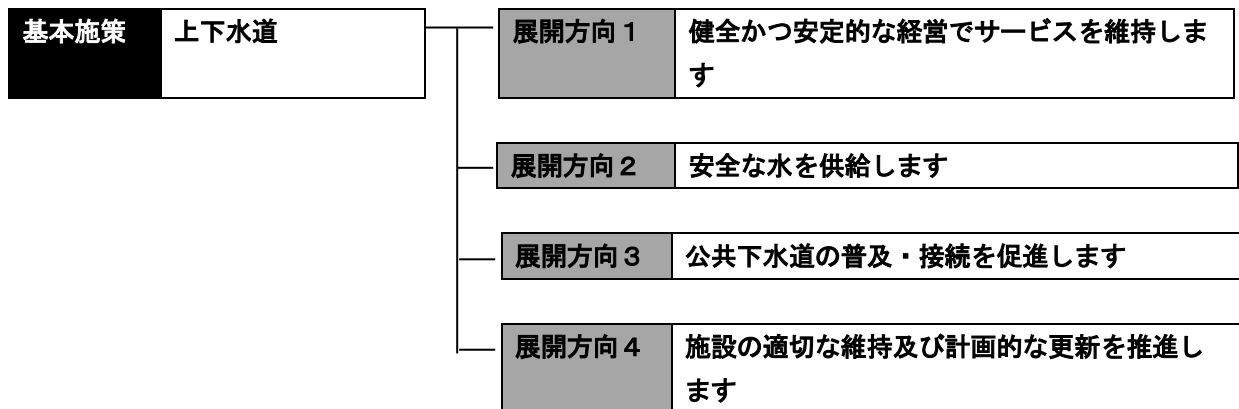 基本施策 上下水道
展開方向１ 健全かつ安定的な経営でサービスを維持しま
す
展開方向２ 安全な水を供給します
展開方向３ 公共下水道の普及・接続を促進します
展開方向４ 施設の適切な維持及び計画的な更新を推進し
ます